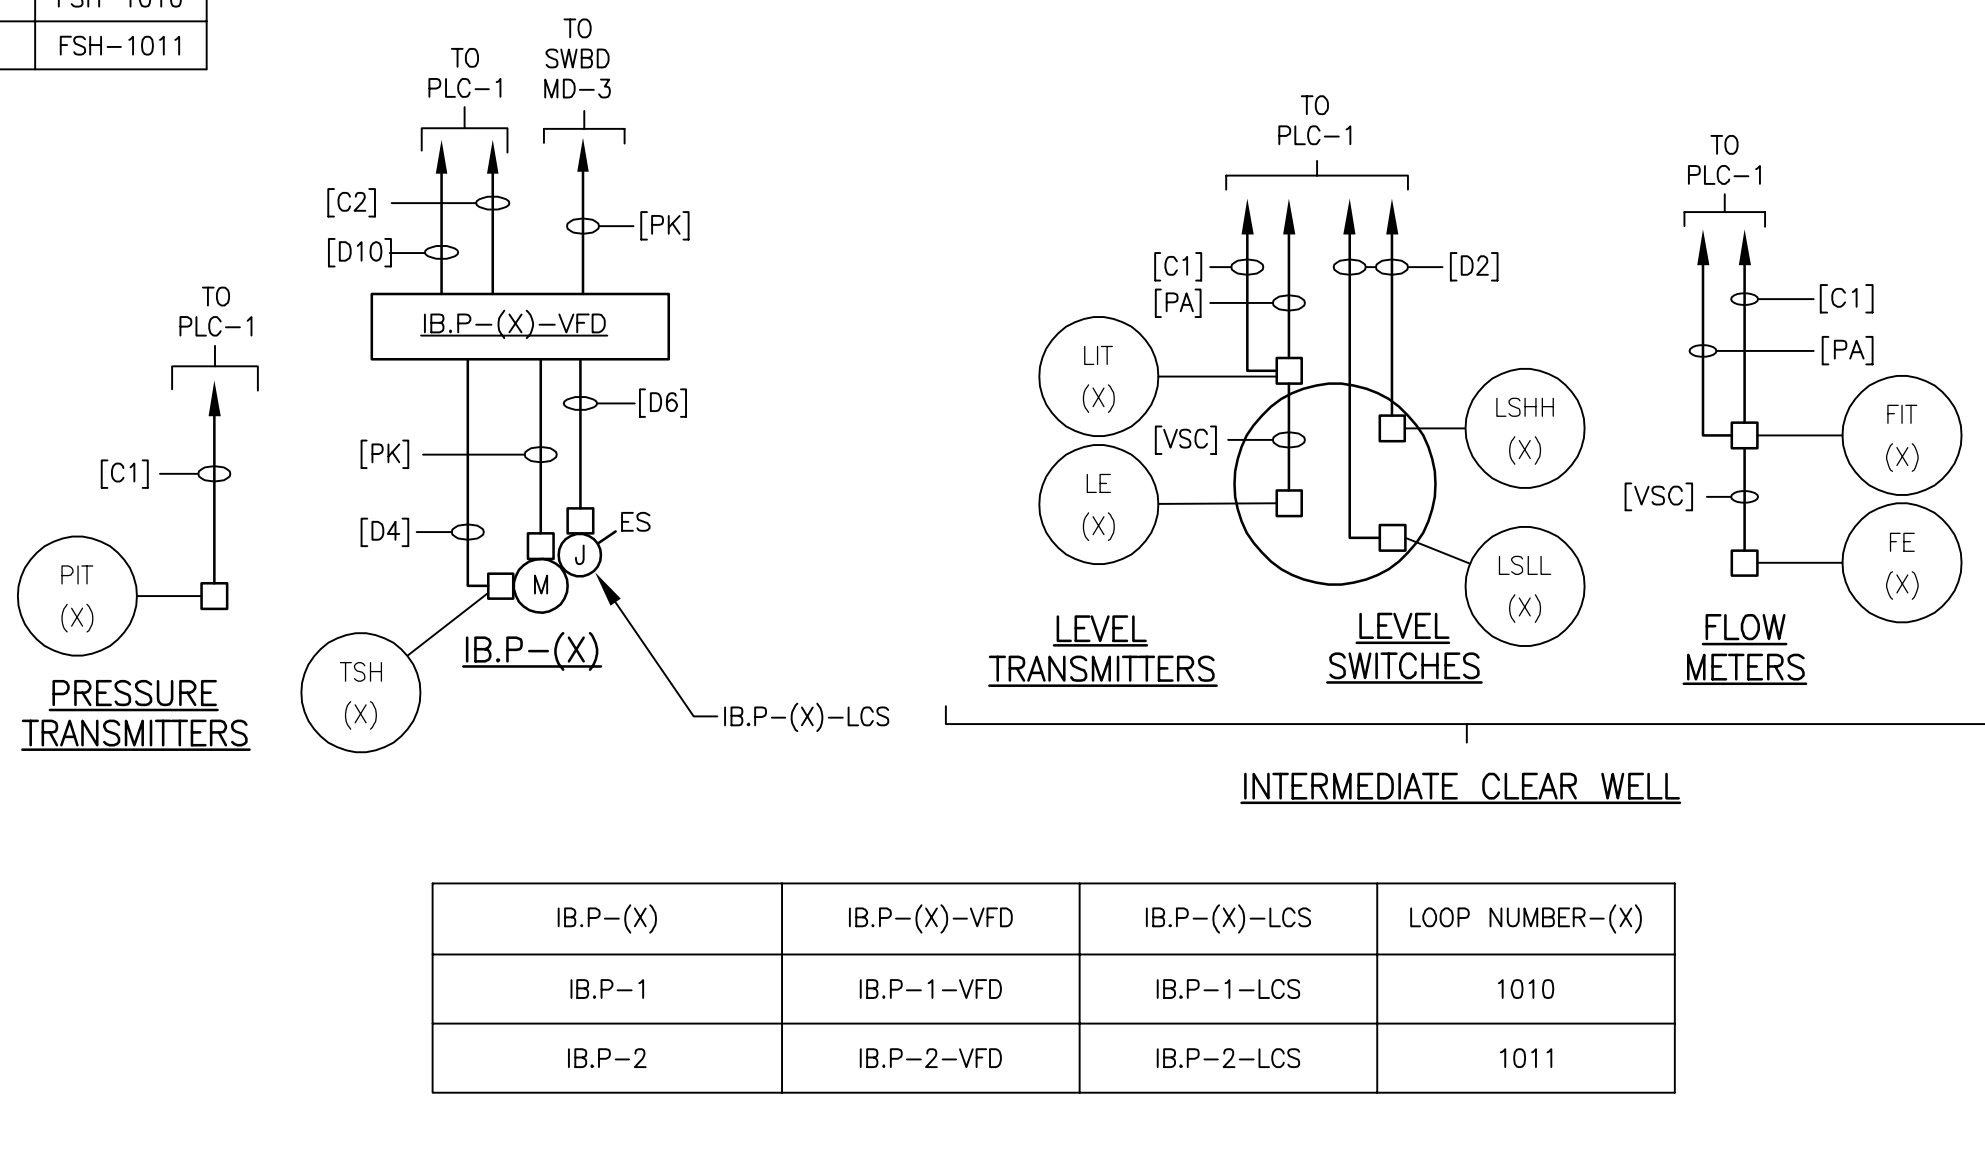 FSH-1010
FSH-1011
TO
PLC-1
[C1]
PIT
(X)
PRESSURE
TRANSMITTERS
TO
PLC-1
TO
SWBD
MD-3
[C2]
[D10]
[PK]
IB.P-(X)-VFD
[D6]
[PK]
[D4]
ES
J
M
TSH
(X)
IB.P-(X)
IB.P-(X)-LCS
TO
PLC-1
[C1]
[PA]
[D2]
LIT
(X)
[VSC]
LE
(X)
LSHH
(X)
LSLL
(X)
LEVEL
TRANSMITTERS
LEVEL
SWITCHES
TO
PLC-1
[C1]
[PA]
FIT
(X)
[VSC]
FE
(X)
FLOW
METERS
INTERMEDIATE CLEAR WELL
IB.P-(X) IB.P-(X)-VFD IB.P-(X)-LCS LOOP NUMBER-(X)
IB.P-1 IB.P-1-VFD IB.P-1-LCS 1010
IB.P-2 IB.P-2-VFD IB.P-2-LCS 1011